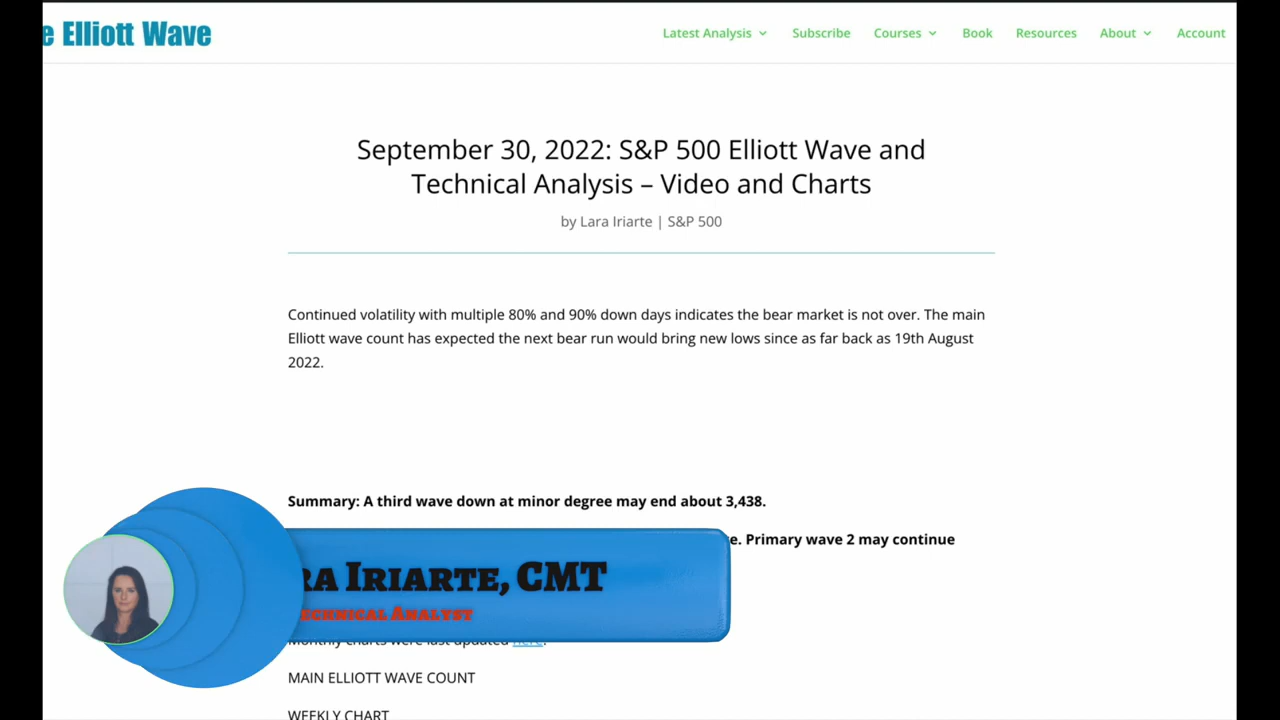 e Elliott Wave
Latest Analysis
Subscribe
Courses
Book
Resources
About
Account
September 30, 2022: S&P 500 Elliott Wave and
Technical Analysis – Video and Charts
by Lara Iriarte | S&P 500
Continued volatility with multiple 80% and 90% down days indicates the bear market is not over. The main
Elliott wave count has expected the next bear run would bring new lows since as far back as 19th August
2022.
Summary: A third wave down at minor degree may end about 3,438.
e. Primary wave 2 may continue
RA IRIARTE, CMT
ECHNICAL ANALYST
Monthly charts were last updated here.
MAIN ELLIOTT WAVE COUNT
WEEKLY CHART